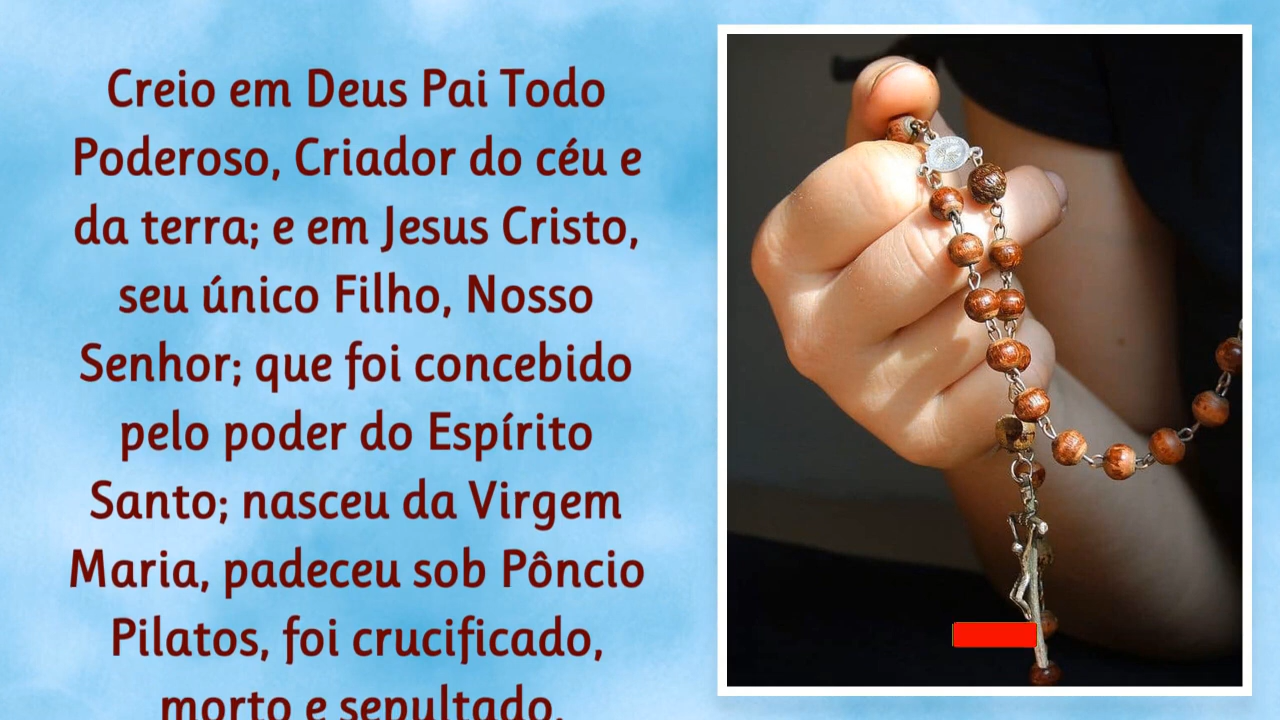 Creio em Deus Pai Todo
Poderoso, Criador do céu e
da terra; e em Jesus Cristo,
seu único Filho, Nosso
Senhor; que foi concebido
pelo poder do Espírito
Santo; nasceu da Virgem
Maria, padeceu sob Pôncio
Pilatos, foi crucificado,
morto e sepultado.